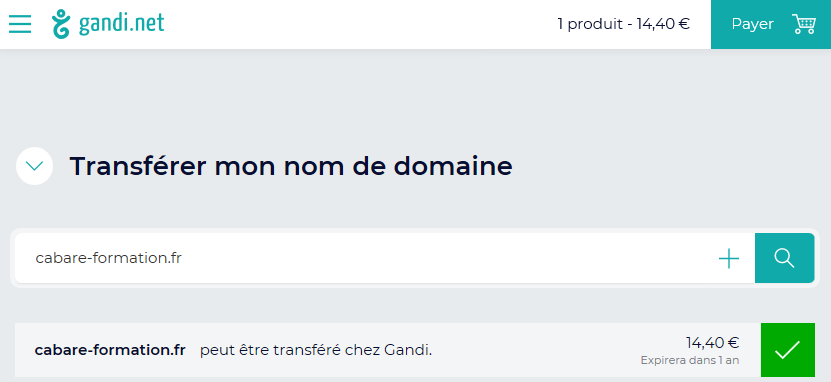 gandi.net
1 produit - 14,40 €
Payer
Transférer mon nom de domaine
cabare-formation.fr
cabare-formation.fr peut être transféré chez Gandi.
14,40 €
Expirera dans 1 an